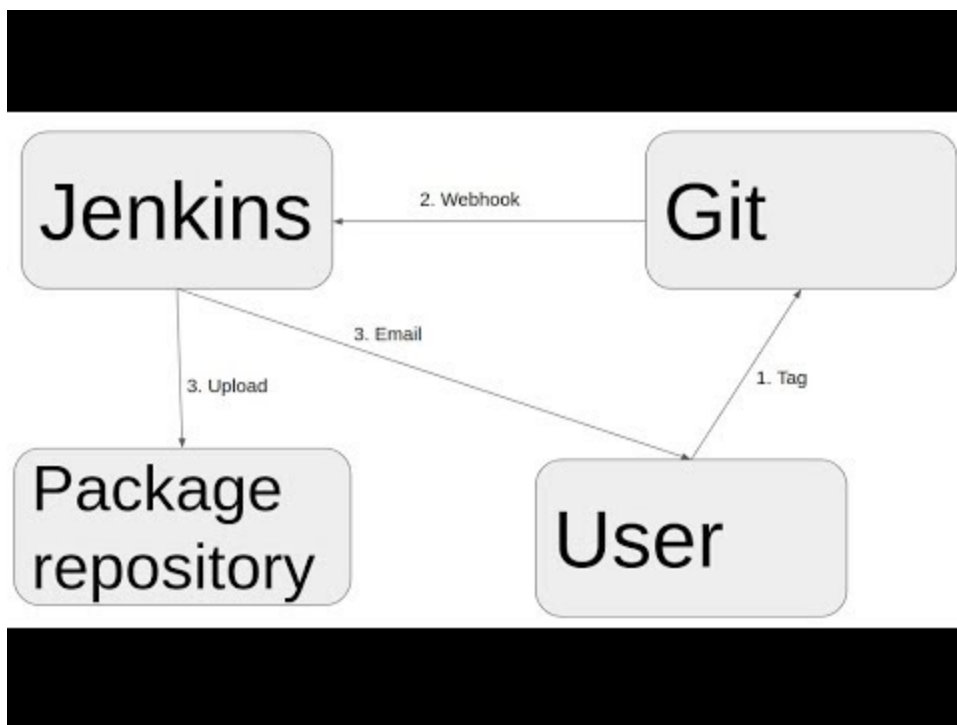 Jenkins
2. Webhook
Git
3. Email
3. Upload
1. Tag
Package
repository
User